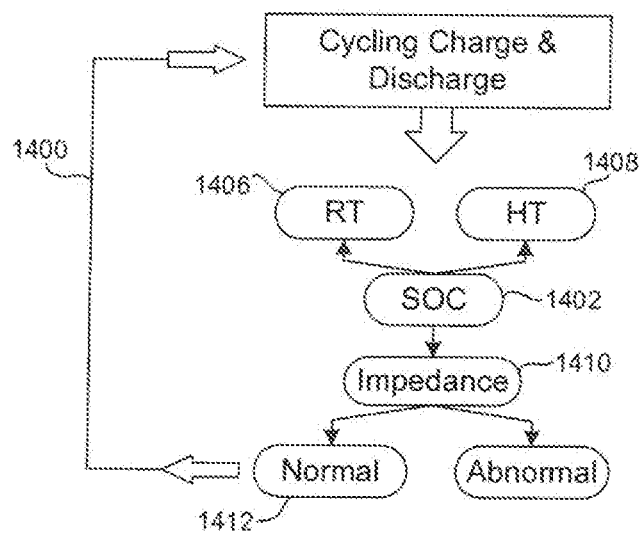 Cycling Charge &
Discharge
1400
1406
1408
RT
HT
SOC
1402
Impedance
1410
Normal
Abnormal
1412